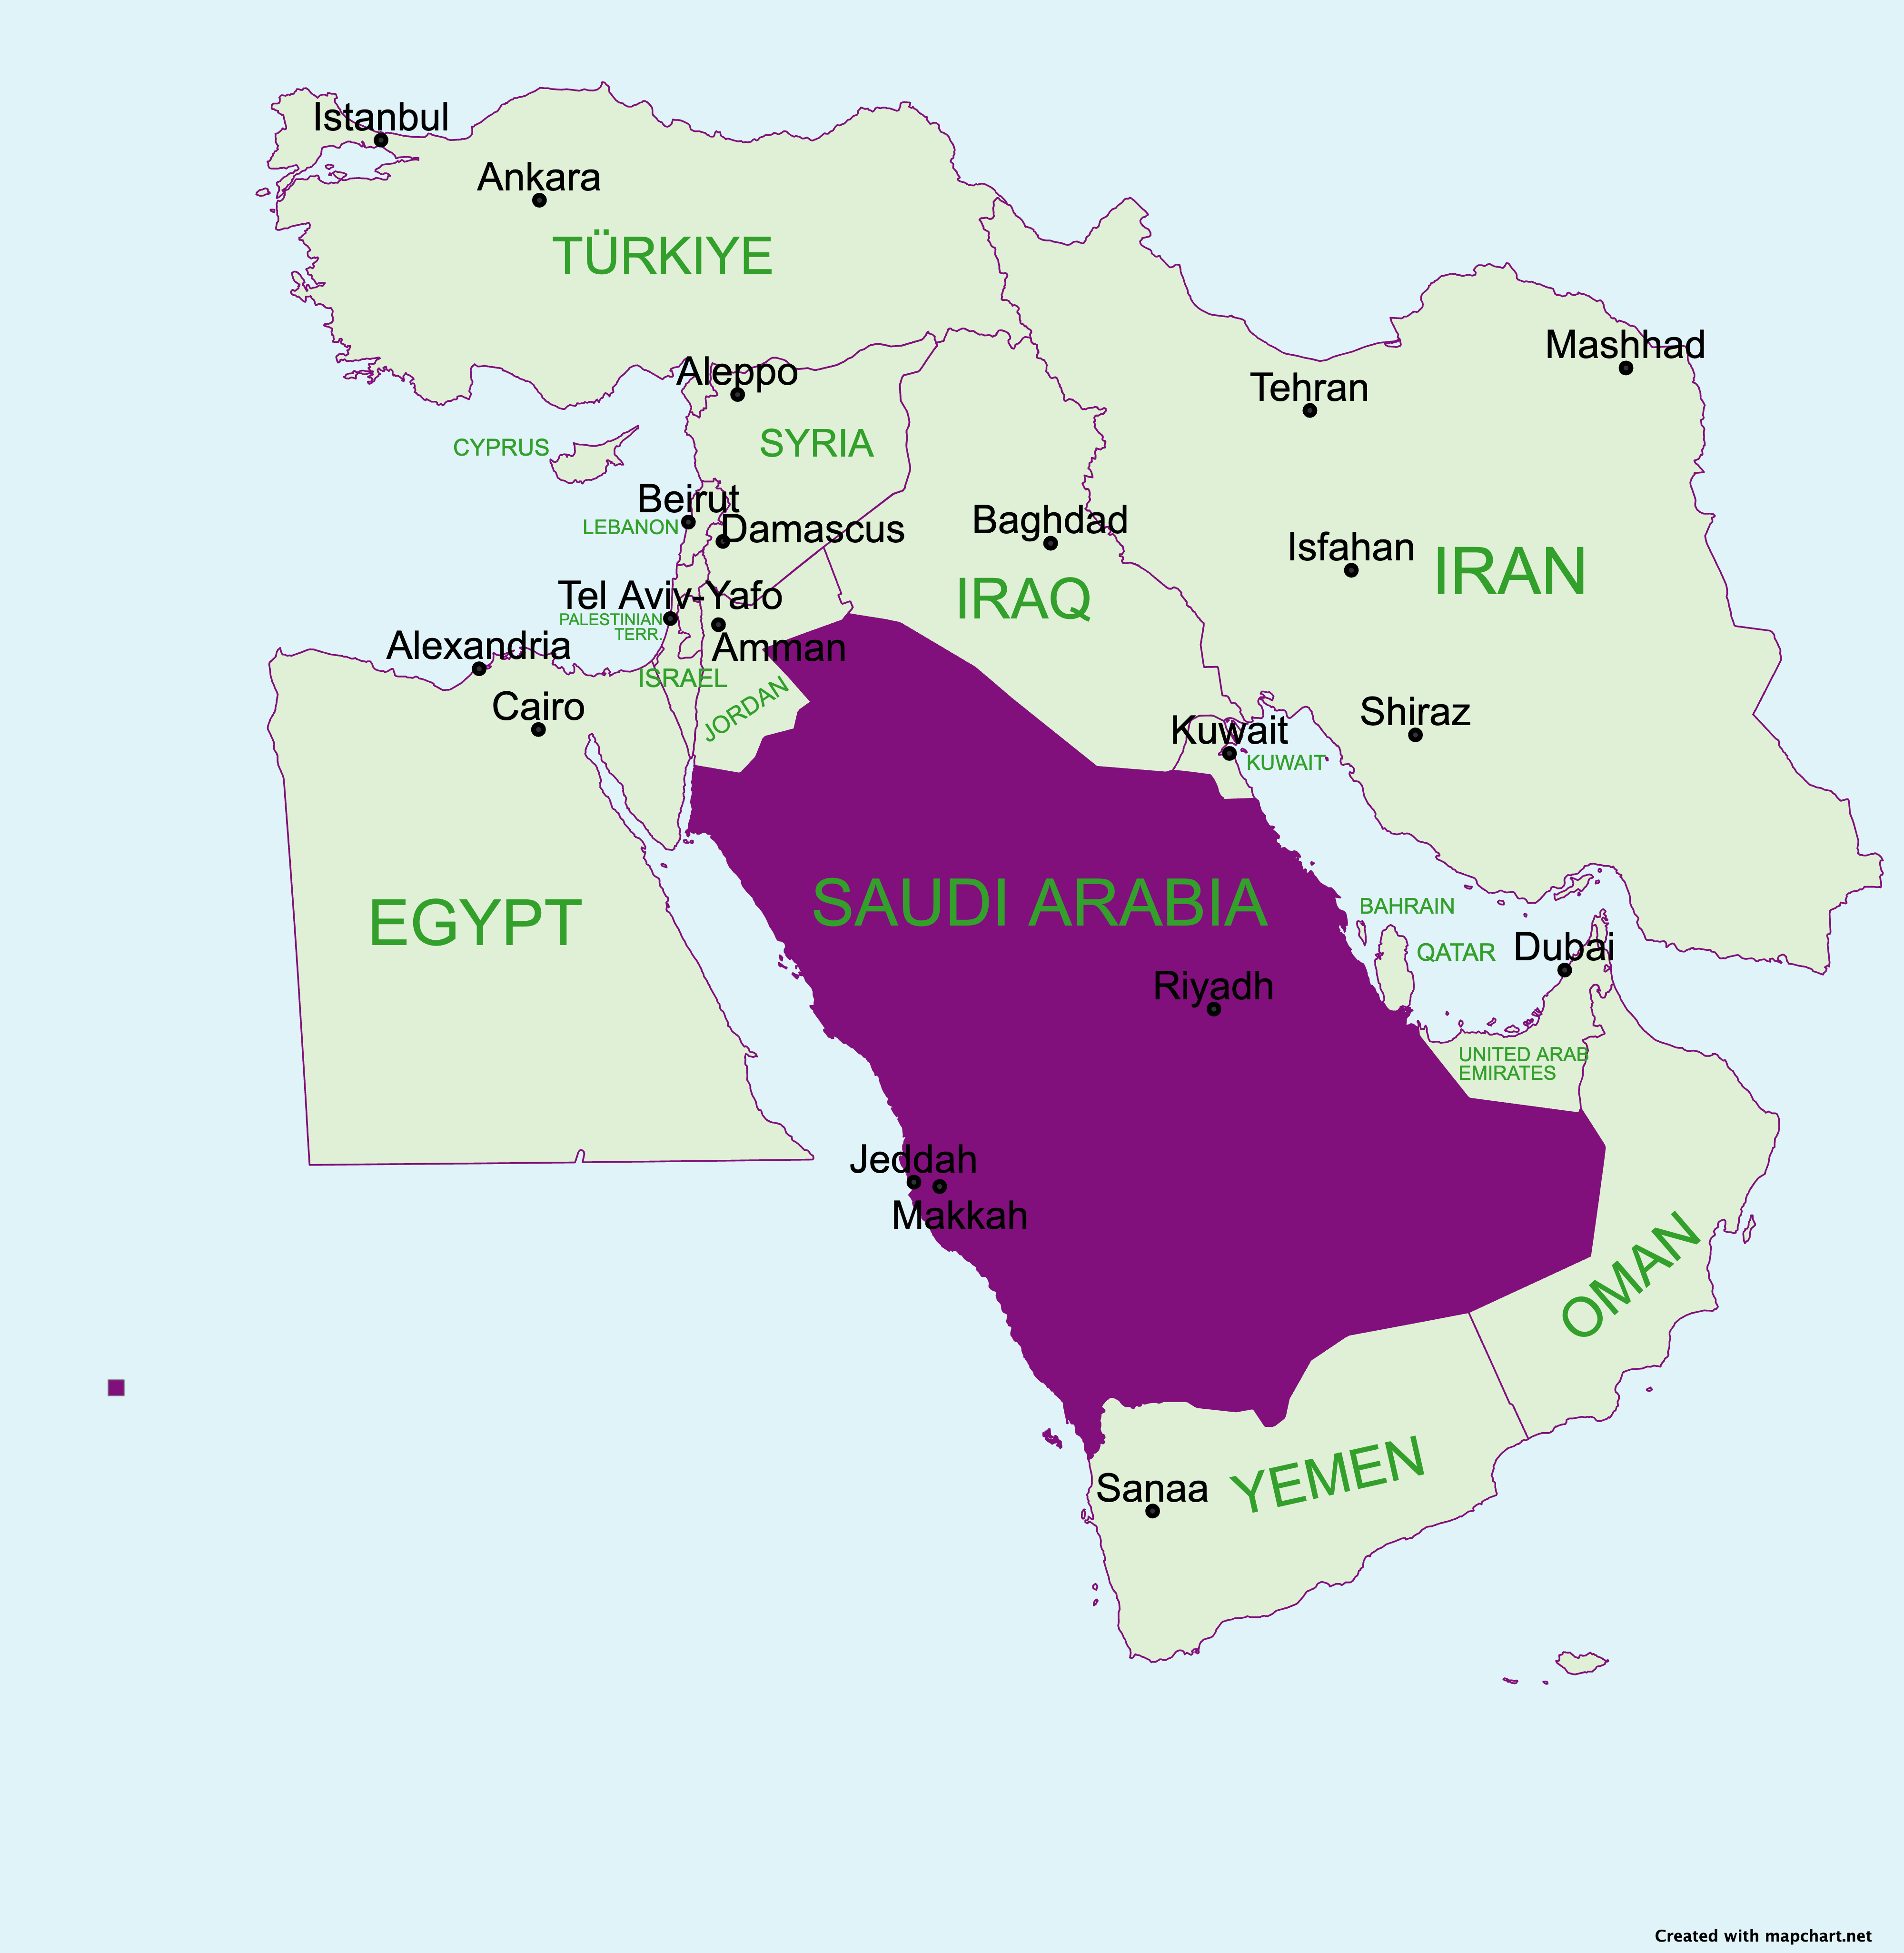 Istanbul
Ankara
TÜRKIYE
Mashhad
Aleppo
Tehran
CYPRUS
SYRIA
Beirut
LEBANON
Damascus
Baghdad
Isfahan
IRAN
Tel Aviv-Yafo
IRAQ
PALESTINIAN
TERR.
Alexandria
Amman
ISRAEL
Cairo
JORDAN
Kuwait
KUWAIT
Shiraz
EGYPT
SAUDI ARABIA
BAHRAIN
QATAR
Dubai
Riyadh
UNITED ARAB
EMIRATES
Jeddah
Makkah
OMAN
YEMEN
Sanaa
Created with mapchart.net